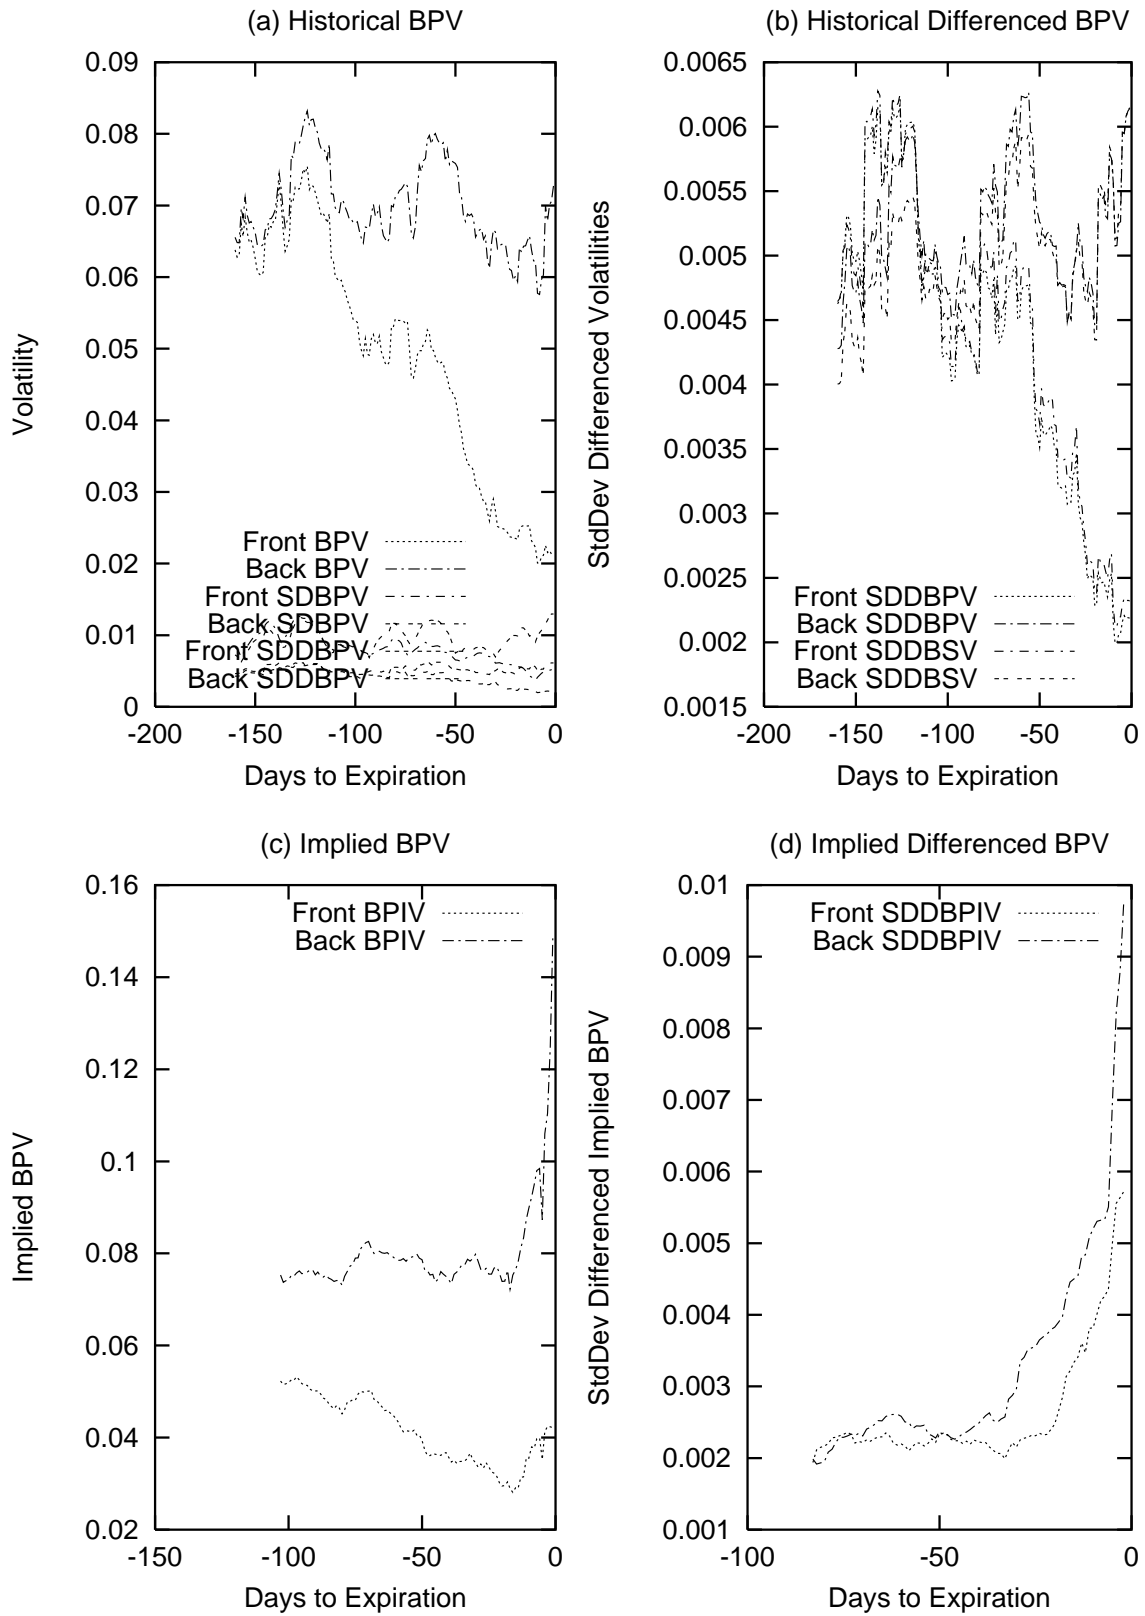 (a) Historical BPV
Volatility
0.09
0.08
0.07
0.06
0.05
0.04
0.03
0.02
0.01
0
Front BPV
Back BPV
Front SDBPV
Back SDBPV
Front SDDBPV
Back SDDBPV
-200
-150
-100
-50
0
Days to Expiration
(b) Historical Differenced BPV
StdDev Differenced Volatilities
0.0065
0.006
0.0055
0.005
0.0045
0.004
0.0035
0.003
0.0025
0.002
0.0015
Front SDDBPV
Back SDDBPV
Front SDDBSV
Back SDDBSV
-200
-150
-100
-50
0
Days to Expiration
(c) Implied BPV
Implied BPV
0.16
0.14
0.12
0.1
0.08
0.06
0.04
0.02
Front BPIV
Back BPIV
-150
-100
-50
0
Days to Expiration
(d) Implied Differenced BPV
StdDev Differenced Implied BPV
0.01
0.009
0.008
0.007
0.006
0.005
0.004
0.003
0.002
0.001
Front SDDBPIV
Back SDDBPIV
-100
-50
0
Days to Expiration